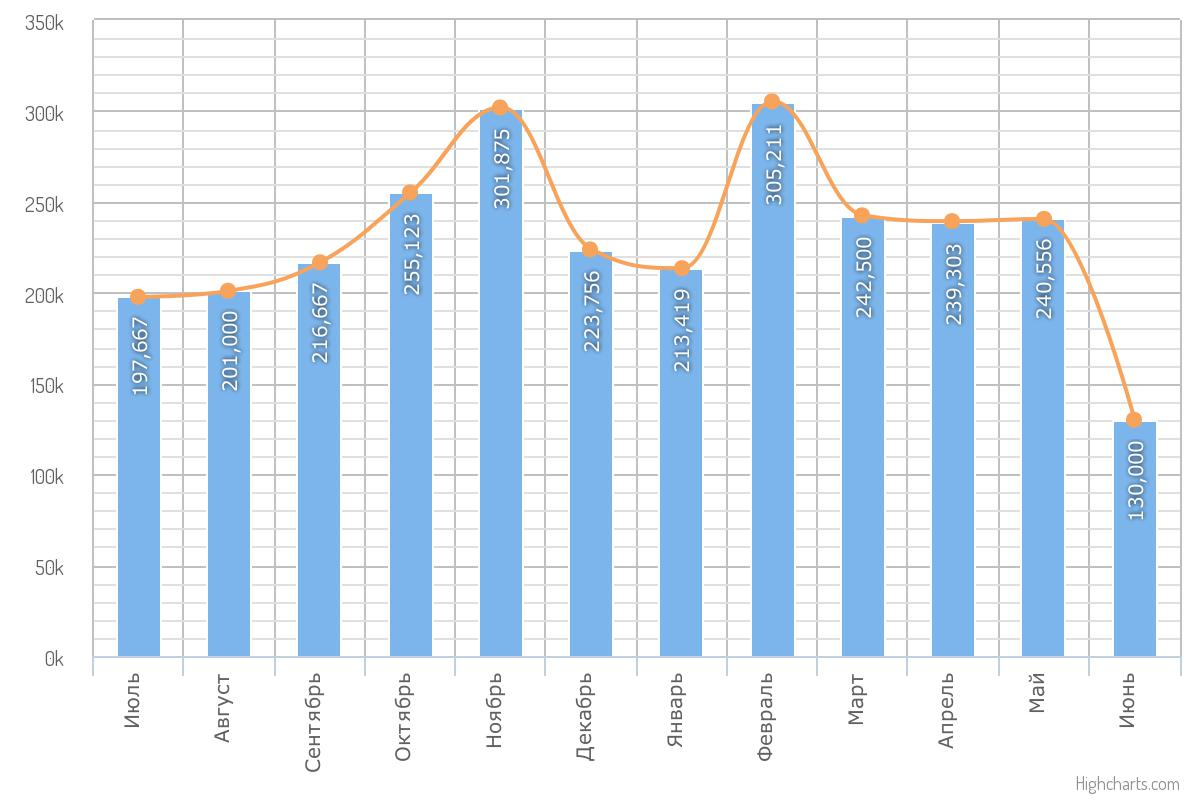 350k
300k
250k
200k
150k
100k
50k
0k
197,667
201,000
216,667
255,123
301,875
223,756
213,419
305,211
242,500
239,303
240,556
130,000
Июль
Август
Сентябрь
Октябрь
Ноябрь
Декабрь
Январь
Февраль
Март
Апрель
Май
Июнь
Highcharts.com